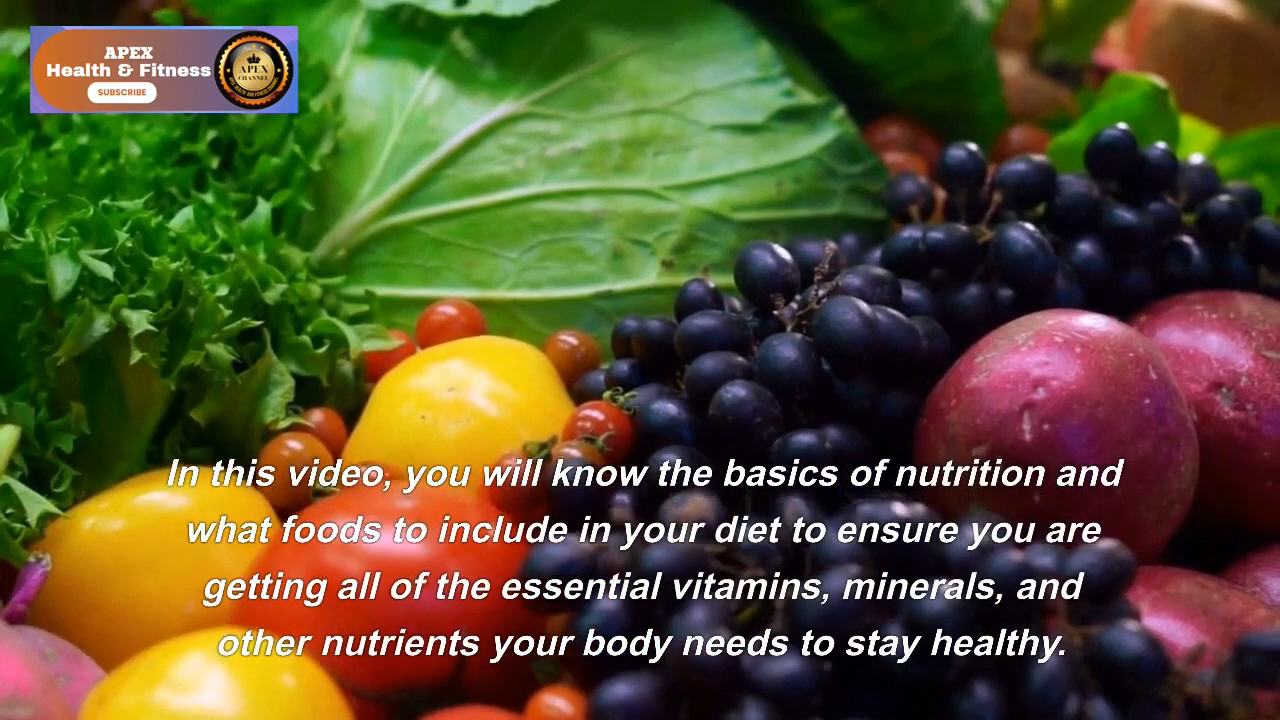 APEX
Health & Fitness
SUBSCRIBE
APEX
CHANNEL
In this video, you will know the basics of nutrition and
what foods to include in your diet to ensure you are
getting all of the essential vitamins, minerals, and
other nutrients your body needs to stay healthy.